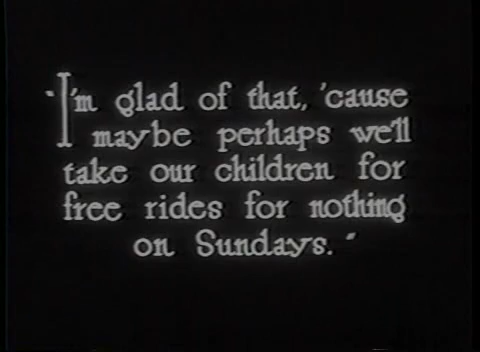 "I'm glad of that, 'cause
maybe perhaps we'll
take our children for
free rides for nothing
on Sundays."